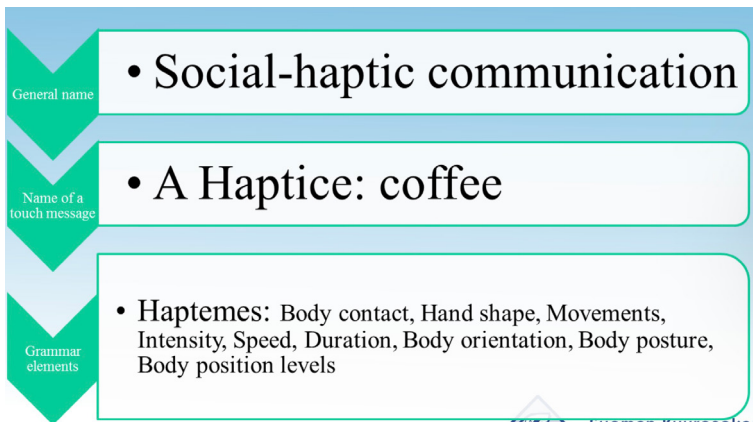 General name
• Social-haptic communication
Name of a
touch message
• A Haptice: coffee
Grammar
elements
• Haptemes: Body contact, Hand shape, Movements,
Intensity, Speed, Duration, Body orientation, Body posture,
Body position levels